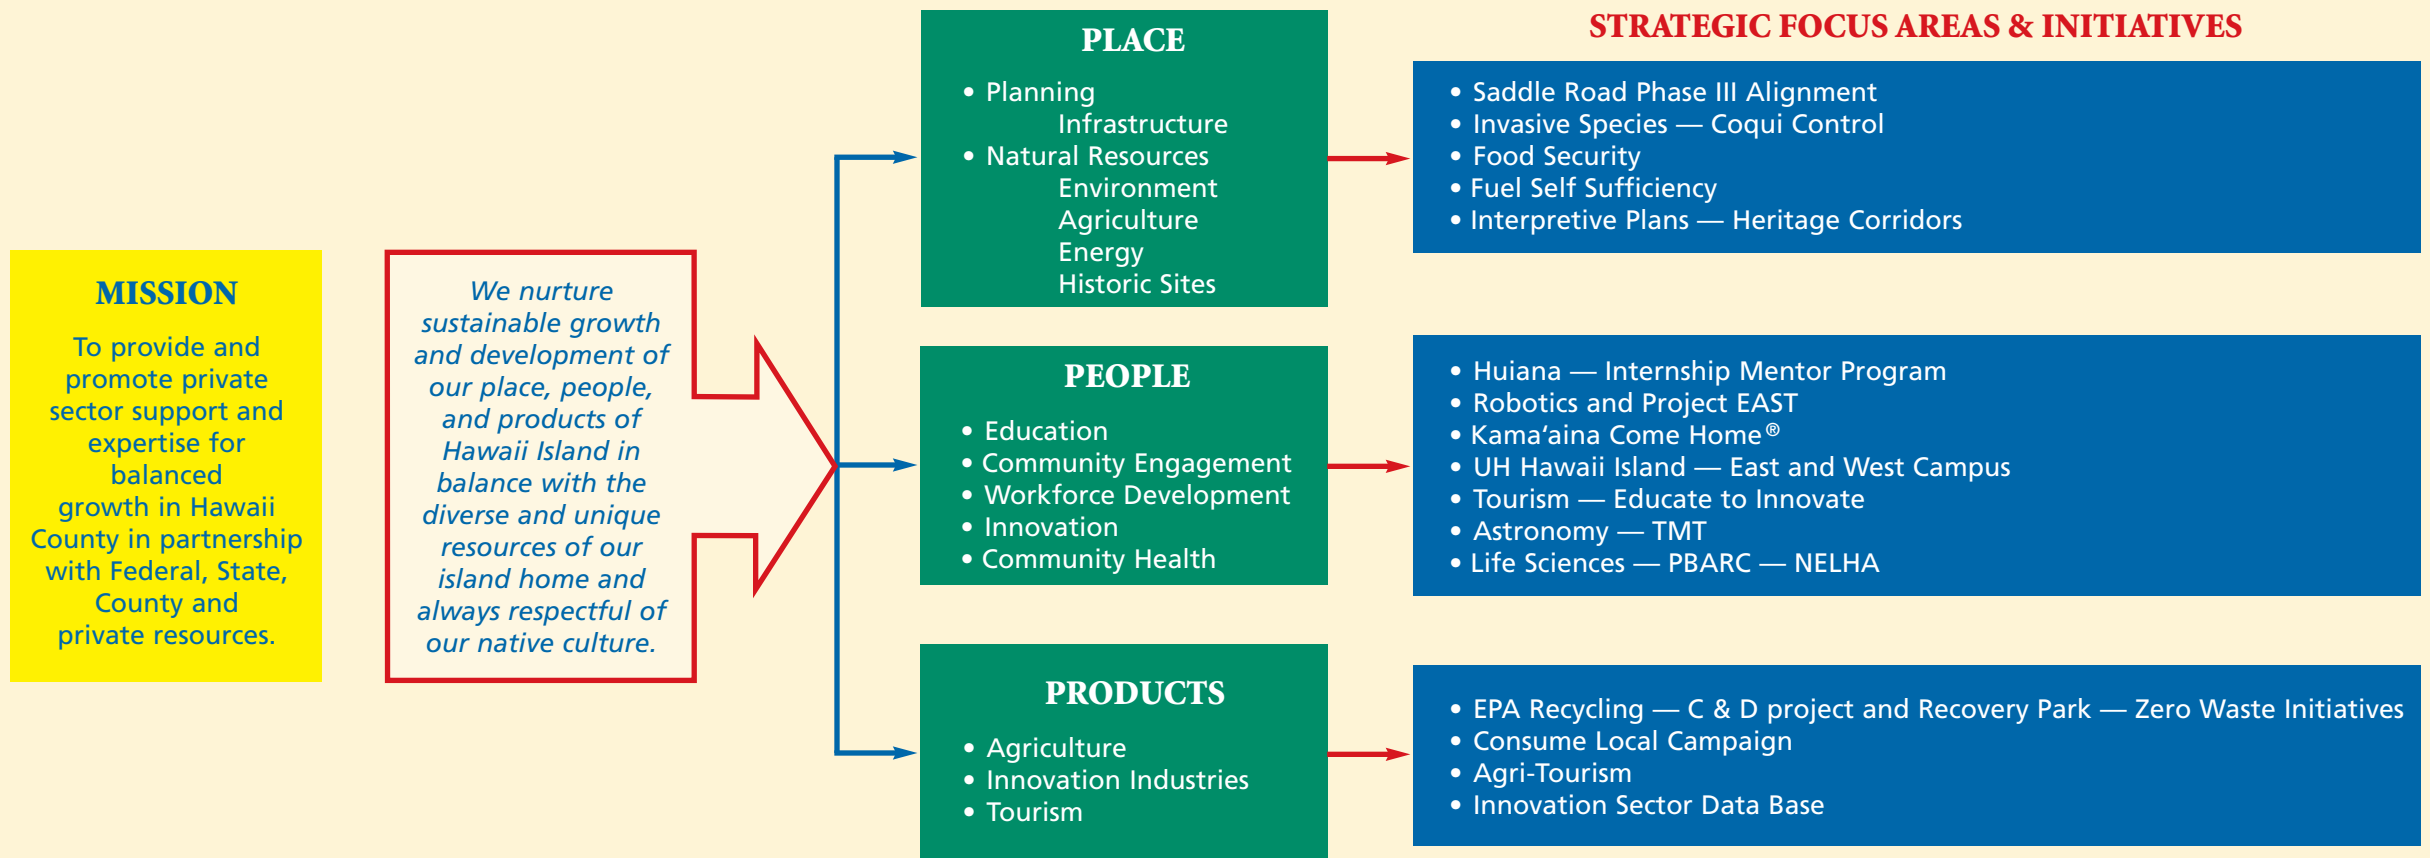 MISSION
To provide and
promote private
sector support and
expertise for
balanced
growth in Hawaii
County in partnership
with Federal, State,
County and
private resources.
We nurture
sustainable growth
and development of
our place, people,
and products of
Hawaii Island in
balance with the
diverse and unique
resources of our
island home and
always respectful of
our native culture.
PLACE
• Planning
Infrastructure
• Natural Resources
Environment
Agriculture
Energy
Historic Sites
PEOPLE
• Education
• Community Engagement
• Workforce Development
• Innovation
• Community Health
PRODUCTS
• Agriculture
• Innovation Industries
• Tourism
STRATEGIC FOCUS AREAS & INITIATIVES
• Saddle Road Phase III Alignment
• Invasive Species — Coqui Control
• Food Security
• Fuel Self Sufficiency
• Interpretive Plans — Heritage Corridors
• Huiana — Internship Mentor Program
• Robotics and Project EAST
• Kama‘aina Come Home®
• UH Hawaii Island — East and West Campus
• Tourism — Educate to Innovate
• Astronomy — TMT
• Life Sciences — PBARC — NELHA
• EPA Recycling — C & D project and Recovery Park — Zero Waste Initiatives
• Consume Local Campaign
• Agri-Tourism
• Innovation Sector Data Base